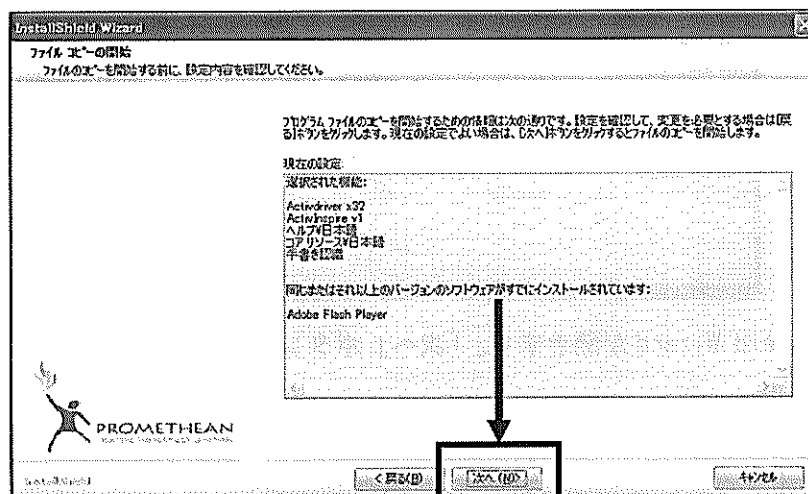 InstallShield Wizard
ファイル コピーの開始
ファイルのコピーを開始する前に、設定内容を確認してください。
プログラム ファイルのコピーを開始するための情報は次の通りです。設定を確認して、変更を必要とする場合は[戻
る]ボタンをクリックします。現在の設定でよい場合は、[次へ]ボタンをクリックするとファイルのコピーを開始します。
現在の設定:
選択された機能:
Activdriver x32
ActivInspire v1
ヘルプ¥日本語
コア リソース¥日本語
手書き認識
同じまたはそれ以上のバージョンのソフトウェアがすでにインストールされています:
Adobe Flash Player
PROMETHEAN
InstallShield
< 戻る(B)
次へ(N)>
キャンセル